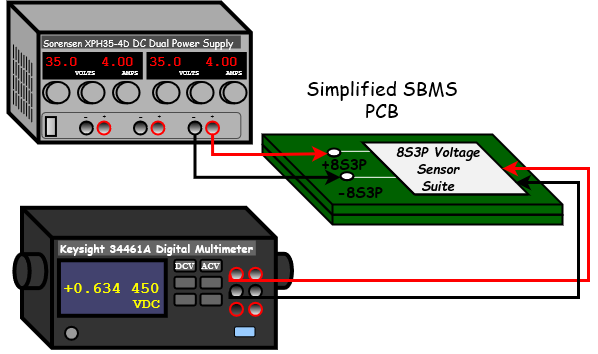 Sorensen XPH35-4D DC Dual Power Supply
35.0 4.00 35.0 4.00
VOLTS AMPS VOLTS AMPS
- + - + - +
Simplified SBMS
PCB
+8S3P
-8S3P
8S3P Voltage
Sensor
Suite
Keysight 34461A Digital Multimeter
DCV ACV
+0.634 450
VDC